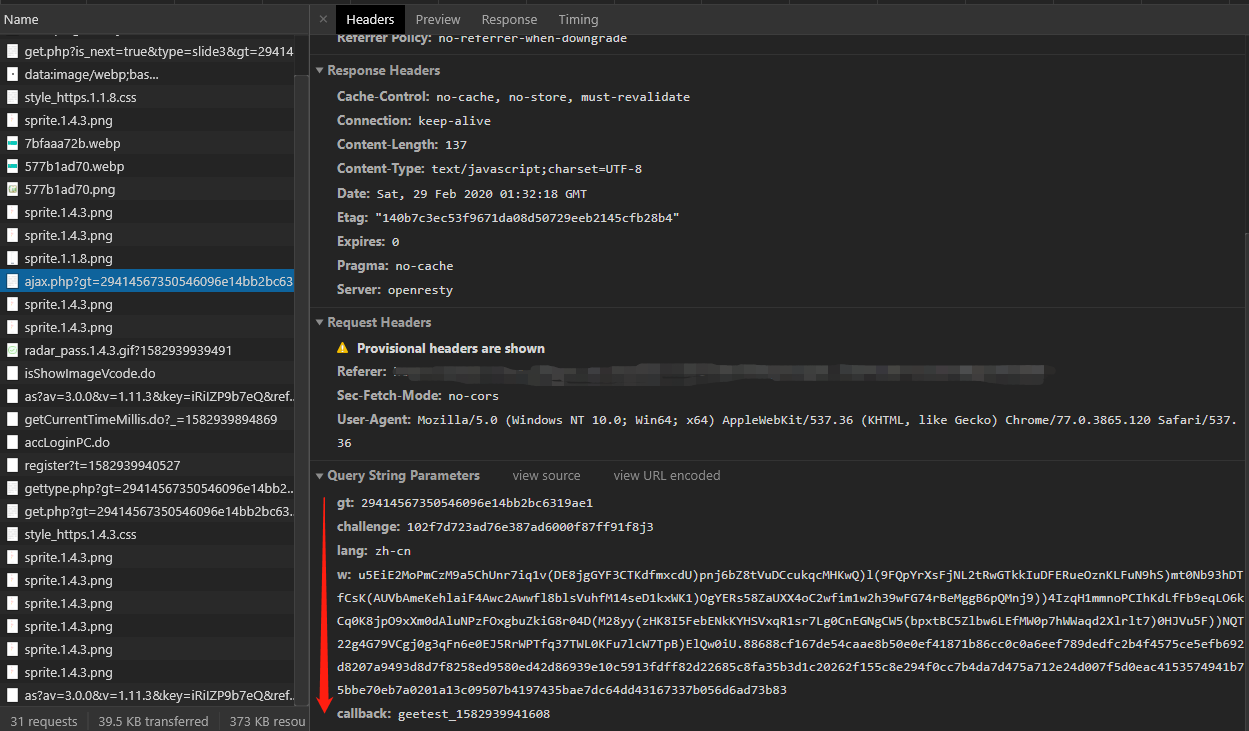 Name
get.php?is_next=true&type=slide3&gt=29414
data:image/webp;bas...
style_https.1.1.8.css
sprite.1.4.3.png
7bfaaa72b.webp
577b1ad70.webp
577b1ad70.png
sprite.1.4.3.png
sprite.1.4.3.png
sprite.1.1.8.png
ajax.php?gt=29414567350546096e14bb2bc63
sprite.1.4.3.png
sprite.1.4.3.png
radar_pass.1.4.3.gif?1582939939491
isShowImageVcode.do
as?av=3.0.0&v=1.11.3&key=iRiIZP9b7eQ&ref..
getCurrentTimeMillis.do?_=1582939894869
accLoginPC.do
register?t=1582939940527
gettype.php?gt=29414567350546096e14bb2...
get.php?gt=29414567350546096e14bb2bc63..
style_https.1.4.3.css
sprite.1.4.3.png
sprite.1.4.3.png
sprite.1.4.3.png
sprite.1.4.3.png
sprite.1.4.3.png
sprite.1.4.3.png
as?av=3.0.0&v=1.11.3&key=iRiIZP9b7eQ&ref..
31 requests 39.5 KB transferred 373 KB resou
× Headers Preview Response Timing
Referrer Policy: no-referrer-when-downgrade
Response Headers
Cache-Control: no-cache, no-store, must-revalidate
Connection: keep-alive
Content-Length: 137
Content-Type: text/javascript;charset=UTF-8
Date: Sat, 29 Feb 2020 01:32:18 GMT
Etag: "140b7c3ec53f9671da08d50729eeb2145cfb28b4"
Expires: 0
Pragma: no-cache
Server: openresty
Request Headers
Provisional headers are shown
Referer:
Sec-Fetch-Mode: no-cors
User-Agent: Mozilla/5.0 (Windows NT 10.0; Win64; x64) AppleWebKit/537.36 (KHTML, like Gecko) Chrome/77.0.3865.120 Safari/537.
36
Query String Parameters view source view URL encoded
gt: 29414567350546096e14bb2bc6319ae1
challenge: 102f7d723ad76e387ad6000f87ff91f8j3
lang: zh-cn
w: u5EiE2MoPmCzM9a5ChUnr7iq1v(DE8jgGYF3CTKdfmxcdU)pnj6bZ8tVuDCcukqcMHKwQ)l(9FQpYrXsFjNL2tRwGTkkIuDFERueOznKLFuN9hS)mt0Nb93hDT
fCsK(AUVbAmeKehlaiF4Awc2Awwfl8blsVuhfM14seD1kxWK1)OgYERs58ZaUXX4oC2wfim1w2h39wFG74rBeMggB6pQMnj9))4IzqH1mmnoPCIhKdLfFb9eqLO6k
Cq0K8jpO9xXm0dAluNPzFOxgbuZkiG8r04D(M28yy(zHK8I5FebENkKYHSVxqR1sr7Lg0CnEGNgCW5(bpxtBC5Zlbw6LEfMW0p7hWWaqd2Xlrlt7)0HJVu5F))NQT
22g4G79VCgj0g3qFn6e0EJ5RrWPTfq37TWL0KFu7lcW7TpB)ElQw0iU.88688cf167de54caae8b50e0ef41871b86cc0c0a6eef789dedfc2b4f4575ce5efb692
d8207a9493d8d7f8258ed9580ed42d86939e10c5913fdff82d22685c8fa35b3d1c20262f155c8e294f0cc7b4da7d475a712e24d007f5d0eac4153574941b7
5bbe70eb7a0201a13c09507b4197435bae7dc64dd43167337b056d6ad73b83
callback: geetest_1582939941608